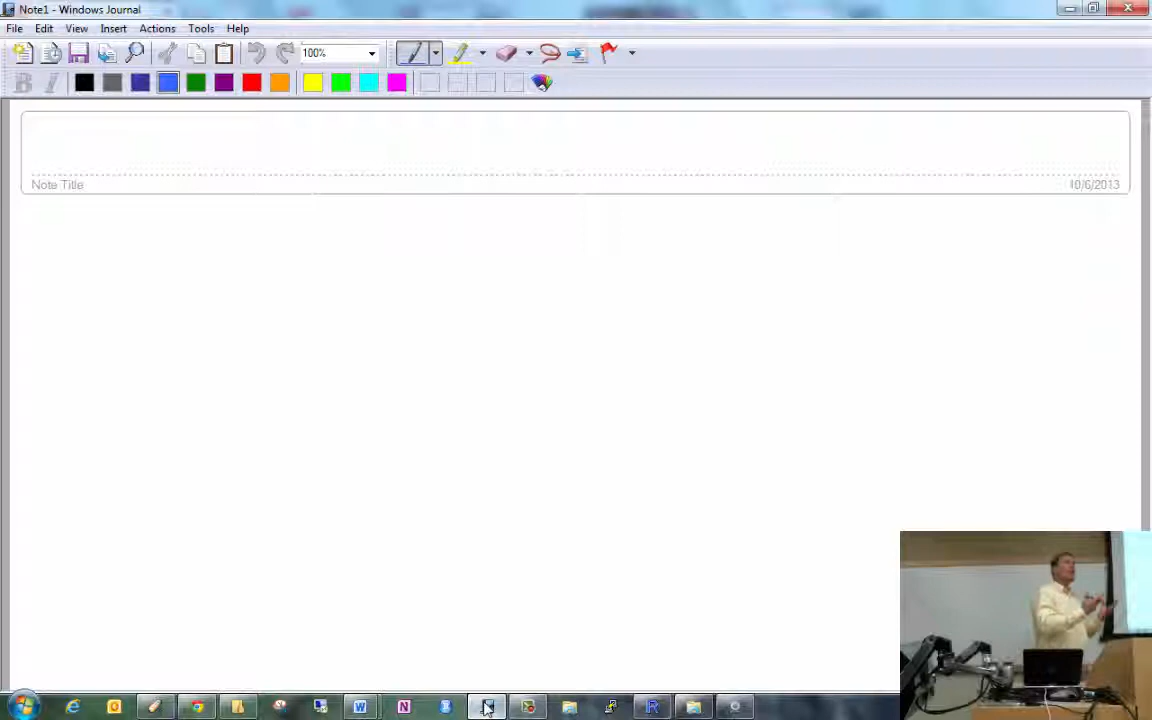 Note1 - Windows Journal
File Edit View Insert Actions Tools Help
100%
B I
Note Title
10/6/2013